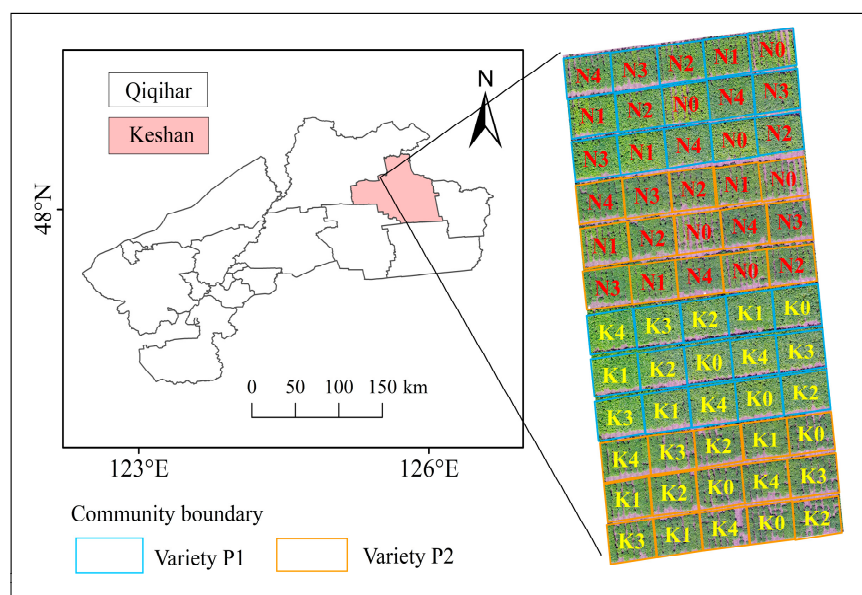 Qiqihar
Keshan
N
48°N
0 50 100 150 km
123°E 126°E
Community boundary
Variety P1 Variety P2
N4 N3 N2 N1 N0
N1 N2 N0 N4 N3
N3 N1 N4 N0 N2
N4 N3 N2 N1 N0
N1 N2 N0 N4 N3
N3 N1 N4 N0 N2
K4 K3 K2 K1 K0
K1 K2 K0 K4 K3
K3 K1 K4 K0 K2
K4 K3 K2 K1 K0
K1 K2 K0 K4 K3
K3 K1 K4 K0 K2